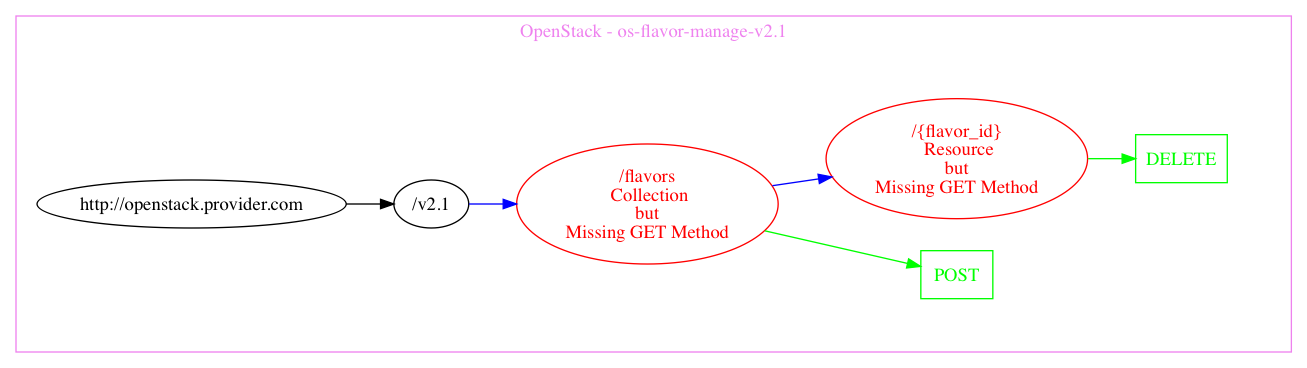 OpenStack - os-flavor-manage-v2.1
http://openstack.provider.com
/v2.1
/flavors
Collection
but
Missing GET Method
/{flavor_id}
Resource
but
Missing GET Method
DELETE
POST